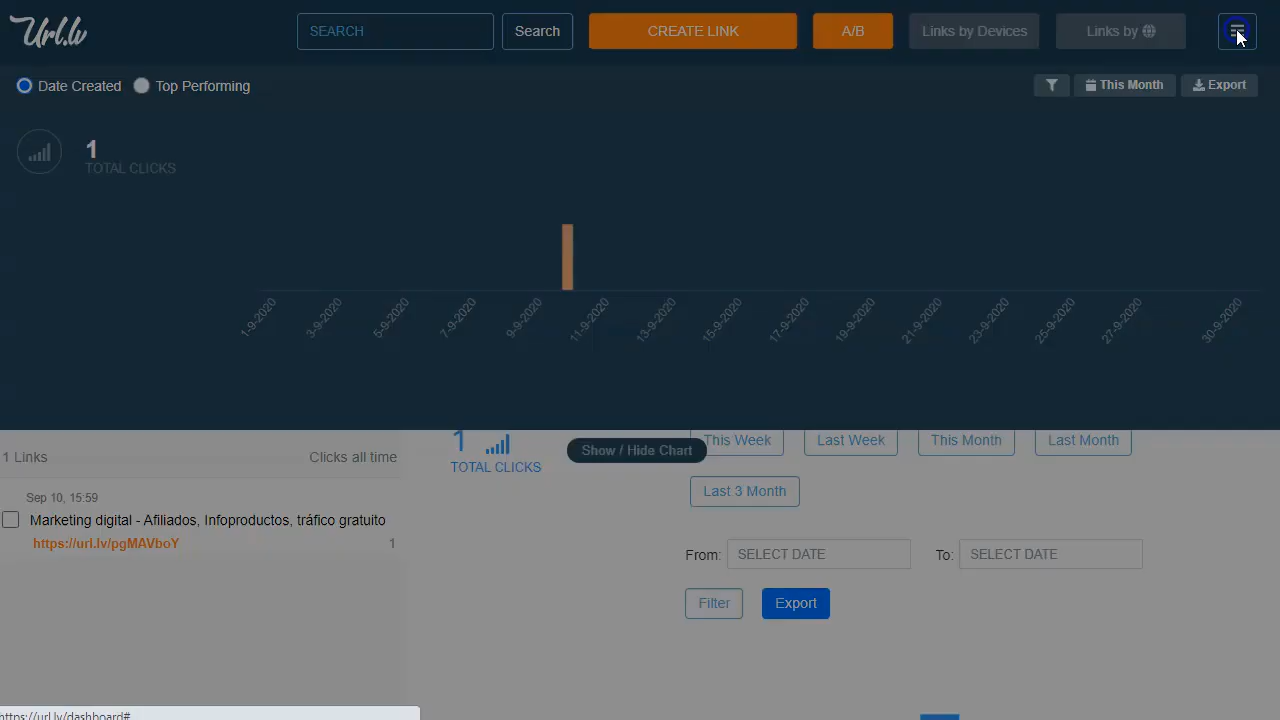 Url.lv
SEARCH
Search
CREATE LINK
A/B
Links by Devices
Links by
Date Created
Top Performing
This Month
Export
1
TOTAL CLICKS
1-9-2020
3-9-2020
5-9-2020
7-9-2020
9-9-2020
11-9-2020
13-9-2020
15-9-2020
17-9-2020
19-9-2020
21-9-2020
23-9-2020
25-9-2020
27-9-2020
30-9-2020
1 Links
Clicks all time
Sep 10, 15:59
Marketing digital - Afiliados, Infoproductos, tráfico gratuito
https://url.lv/pgMAVboY
1
1
TOTAL CLICKS
Show / Hide Chart
This Week
Last Week
This Month
Last Month
Last 3 Month
From:
SELECT DATE
To:
SELECT DATE
Filter
Export
https://url.lv/dashboard#